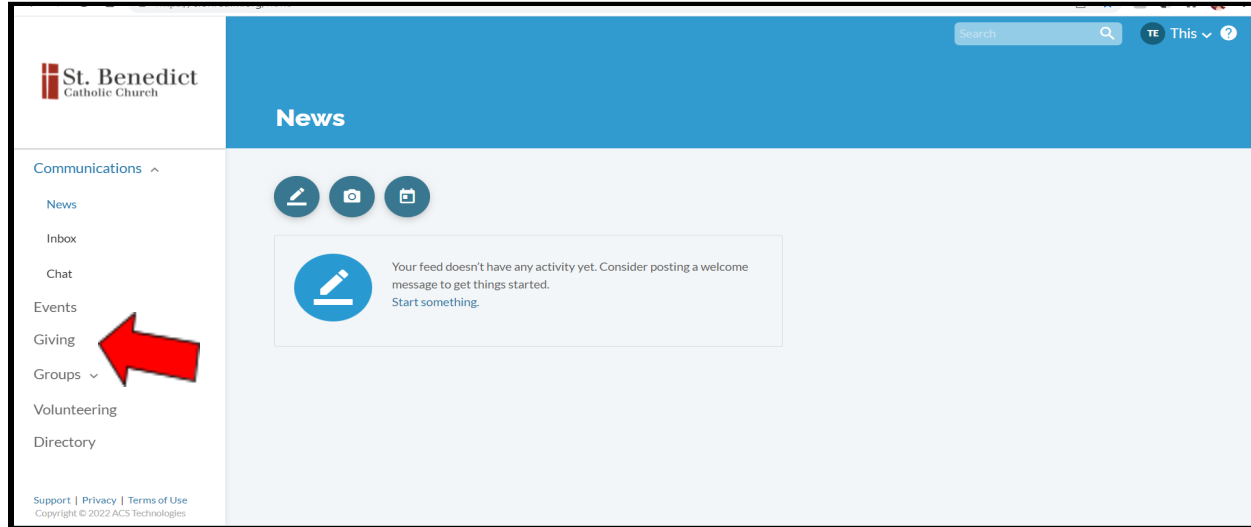 Search
TE This
?
St. Benedict
Catholic Church
News
Communications
News
Inbox
Chat
Events
Giving
Groups
Volunteering
Directory
Support | Privacy | Terms of Use
Copyright © 2022 ACS Technologies
Your feed doesn't have any activity yet. Consider posting a welcome
message to get things started.
Start something.